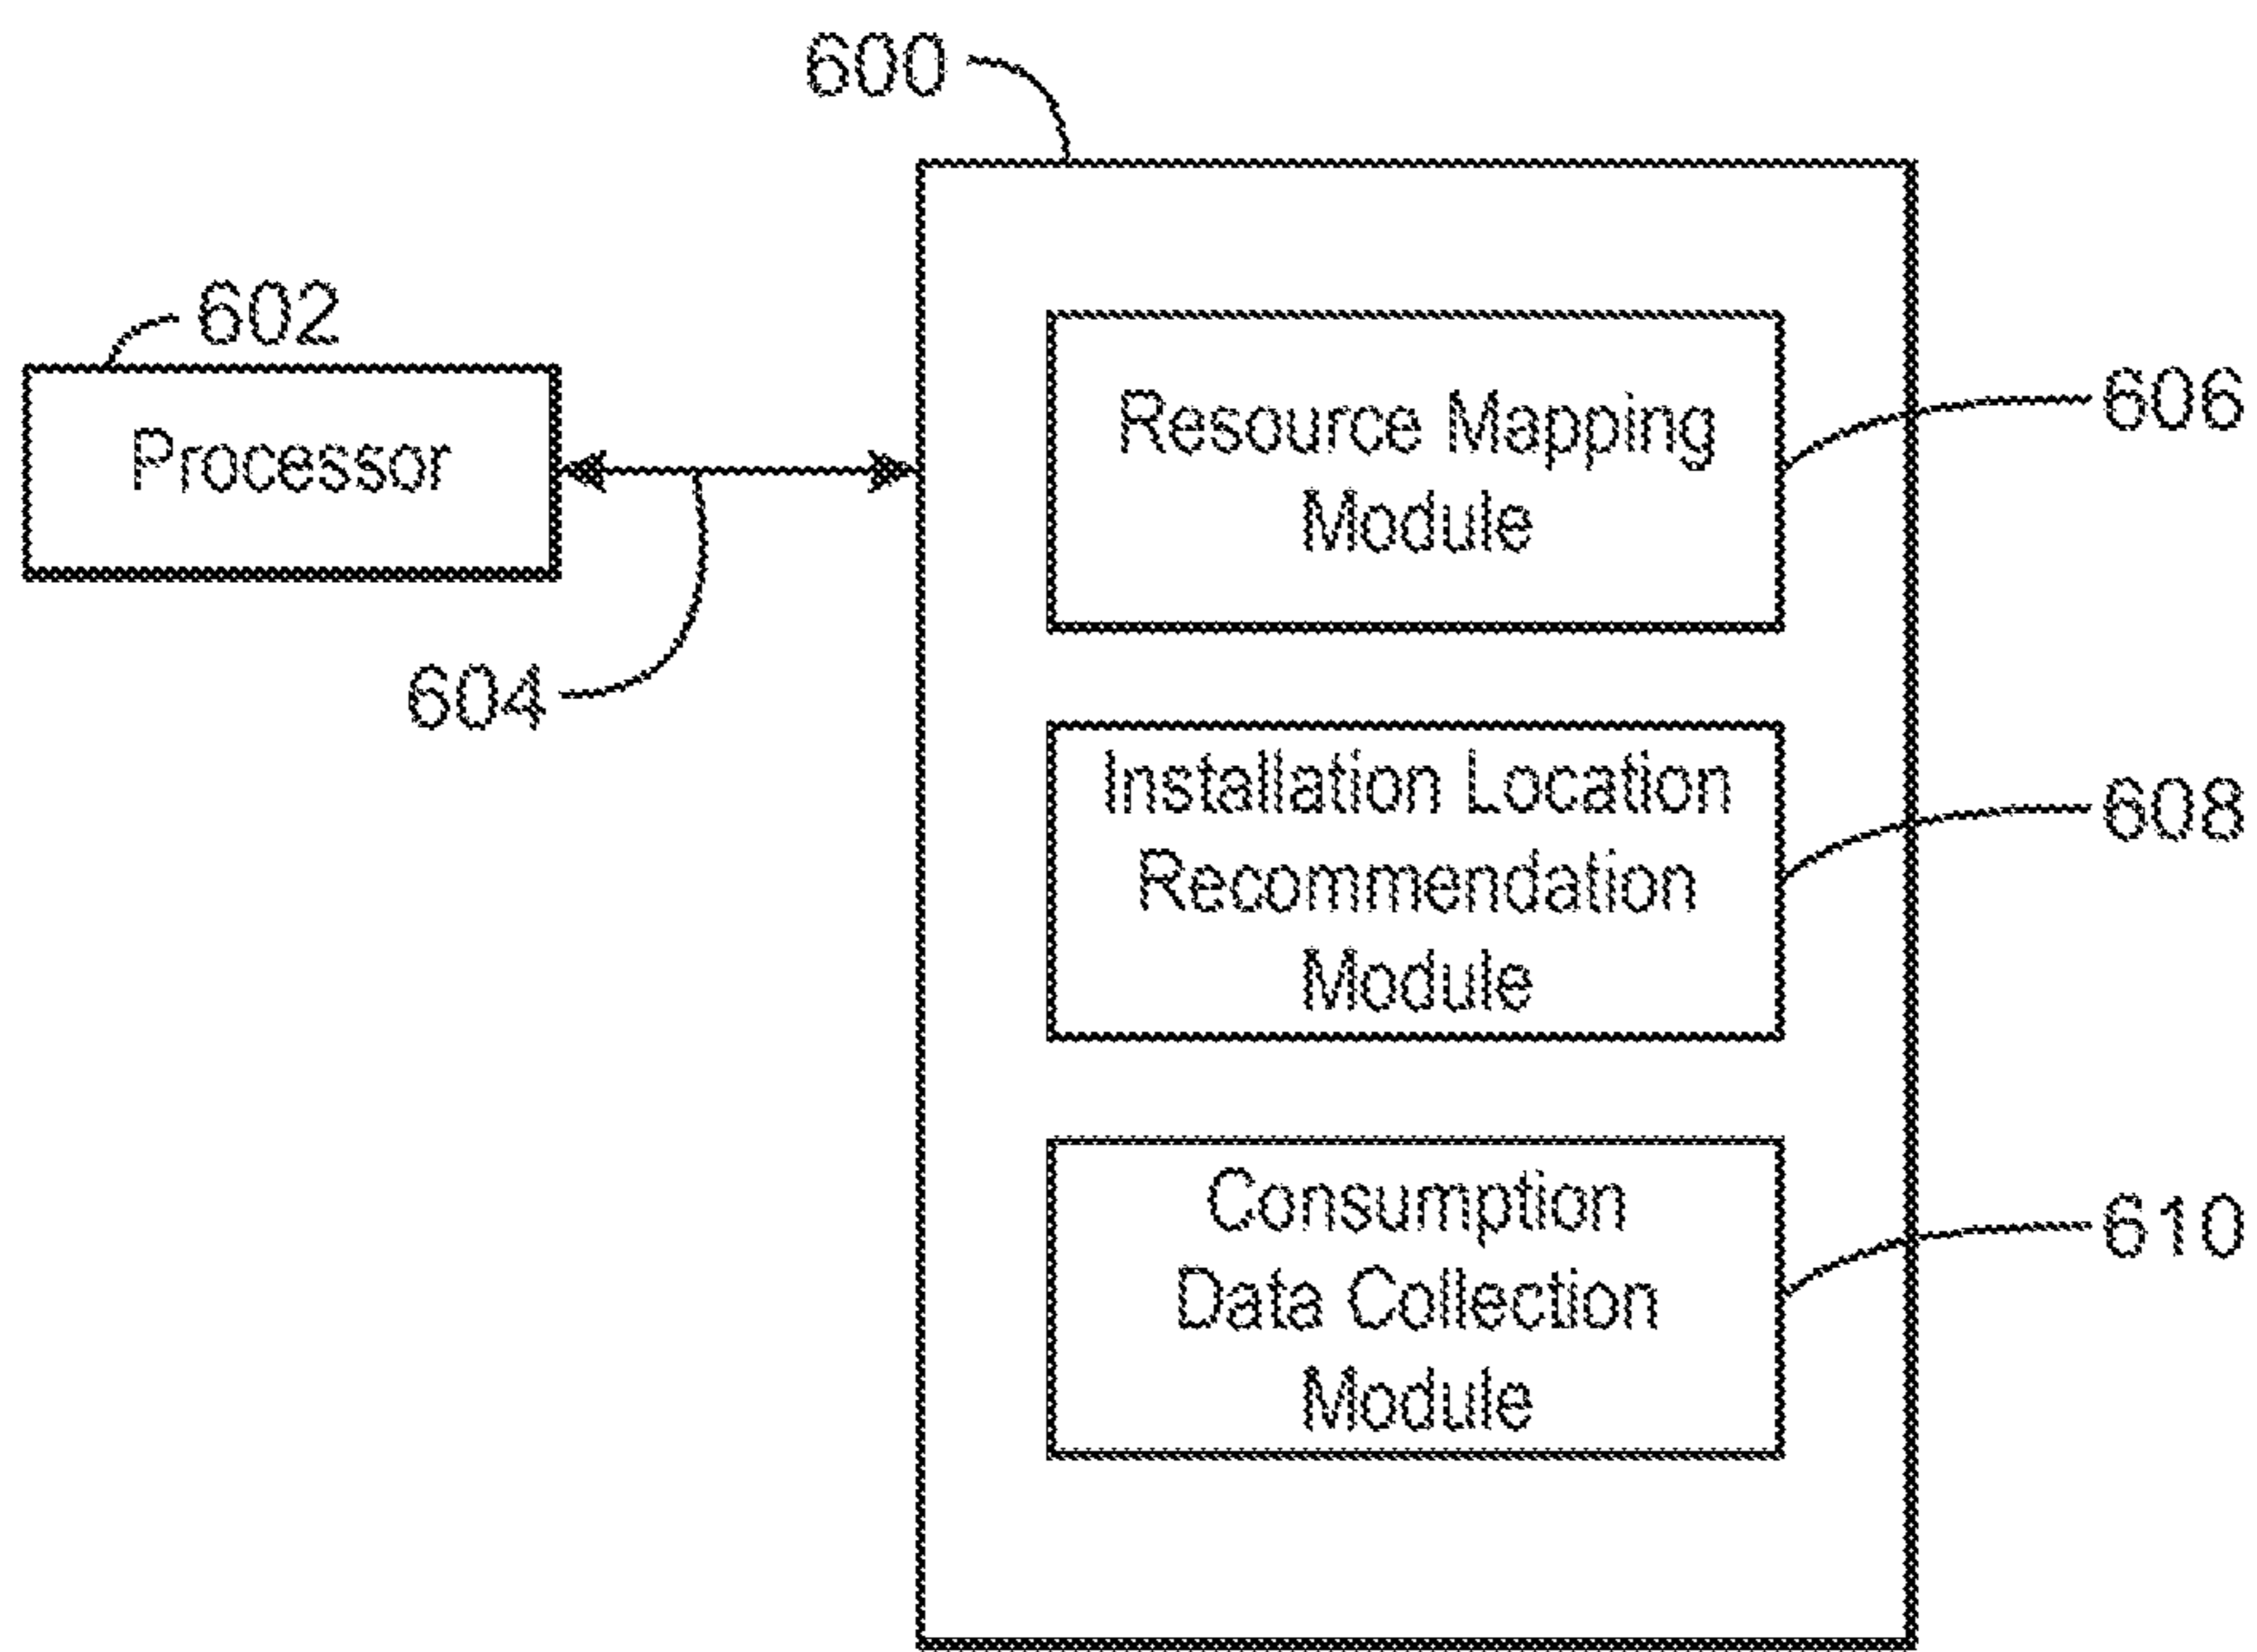 600
602
Processor
604
Resource Mapping
Module
606
Installation Location
Recommendation
Module
608
Consumption
Data Collection
Module
610